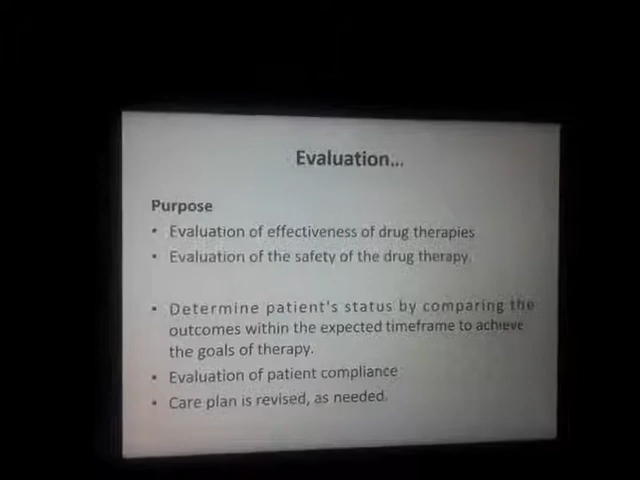 Evaluation...
Purpose
• Evaluation of effectiveness of drug therapies
• Evaluation of the safety of the drug therapy.
• Determine patient's status by comparing the
outcomes within the expected timeframe to achieve
the goals of therapy.
• Evaluation of patient compliance
• Care plan is revised, as needed.